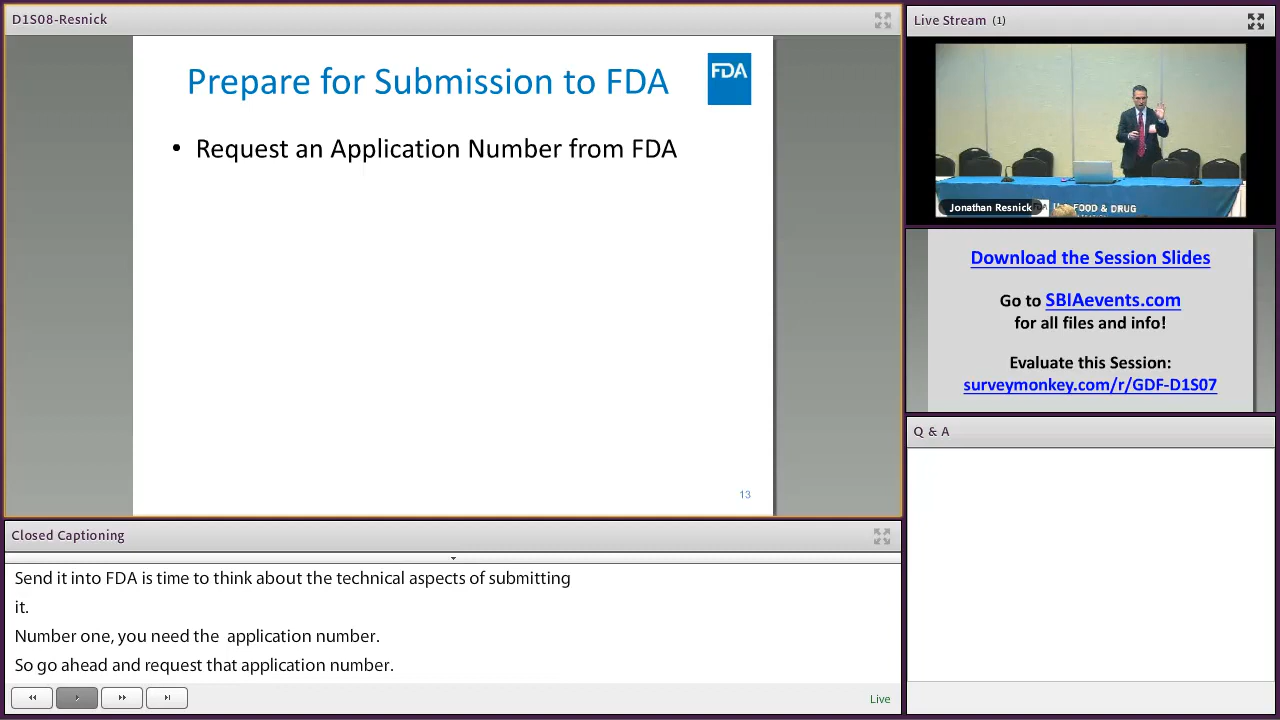 D1S08-Resnick
Prepare for Submission to FDA
FDA
• Request an Application Number from FDA
13
Closed Captioning
Send it into FDA is time to think about the technical aspects of submitting
it.
Number one, you need the application number.
So go ahead and request that application number.
Live
Live Stream (1)
Jonathan Resnick
FOOD & DRUG
Download the Session Slides
Go to SBIAevents.com
for all files and info!
Evaluate this Session:
surveymonkey.com/r/GDF-D1S07
Q & A